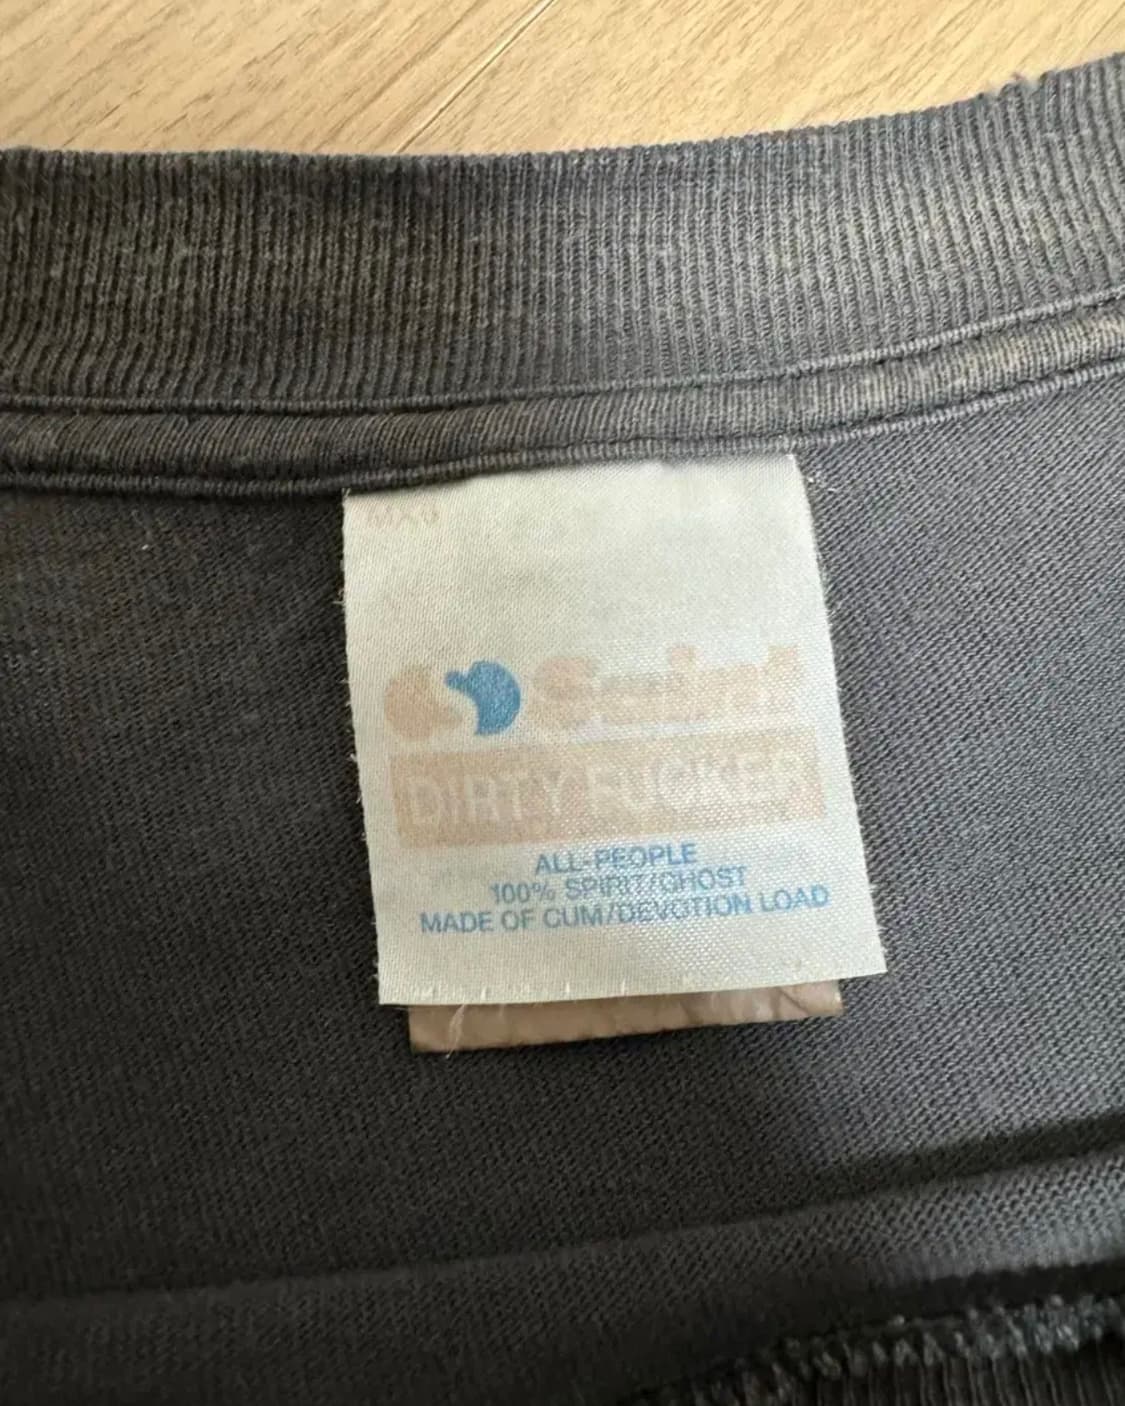 Saint
DIRTY FUCKER
ALL-PEOPLE
100% SPIRIT/GHOST
MADE OF CUM/DEVOTION LOAD